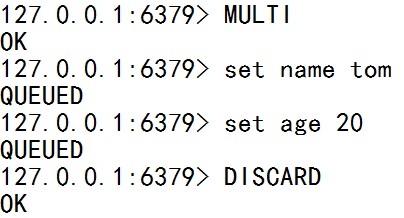 127.0.0.1:6379> MULTI
OK
127.0.0.1:6379> set name tom
QUEUED
127.0.0.1:6379> set age 20
QUEUED
127.0.0.1:6379> DISCARD
OK